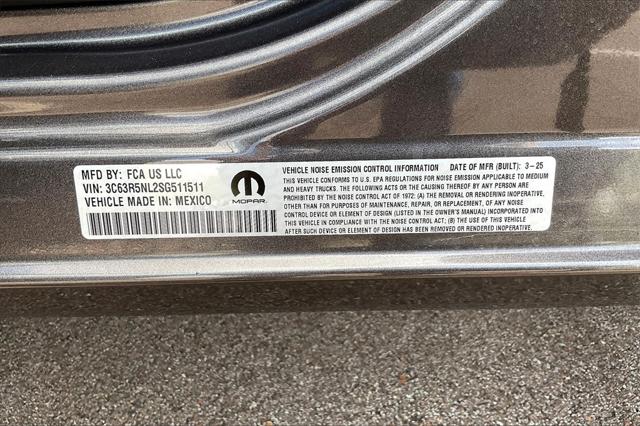 MFD BY: FCA US LLC
VIN: 3C63R5NL2SG511511
VEHICLE MADE IN: MEXICO
MOPAR
VEHICLE NOISE EMISSION CONTROL INFORMATION DATE OF MFR (BUILT): 3-25
THIS VEHICLE CONFORMS TO U.S. EPA REGULATIONS FOR NOISE EMISSION APPLICABLE TO MEDIUM
AND HEAVY TRUCKS. THE FOLLOWING ACTS OR THE CAUSING THEREOF BY ANY PERSON ARE
PROHIBITED BY THE NOISE CONTROL ACT OF 1972: (A) THE REMOVAL OR RENDERING INOPERATIVE,
OTHER THAN FOR PURPOSES OF MAINTENANCE, REPAIR, OR REPLACEMENT, OF ANY NOISE
CONTROL DEVICE OR ELEMENT OF DESIGN (LISTED IN THE OWNER'S MANUAL) INCORPORATED INTO
THIS VEHICLE IN COMPLIANCE WITH THE NOISE CONTROL ACT; (B) THE USE OF THIS VEHICLE
AFTER SUCH DEVICE OR ELEMENT OF DESIGN HAS BEEN REMOVED OR RENDERED INOPERATIVE.